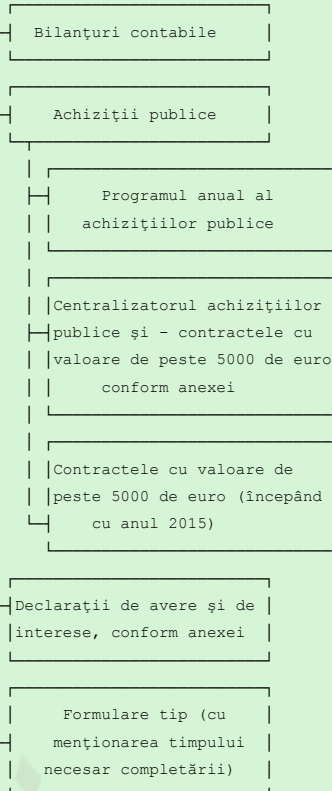 Bilanţuri contabile
Achiziţii publice
Programul anual al
achiziţiilor publice
Centralizatorul achiziţiilor
publice şi - contractele cu
valoare de peste 5000 de euro
conform anexei
Contractele cu valoare de
peste 5000 de euro (începând
cu anul 2015)
Declaraţii de avere şi de
interese, conform anexei
Formulare tip (cu
menţionarea timpului
necesar completării)